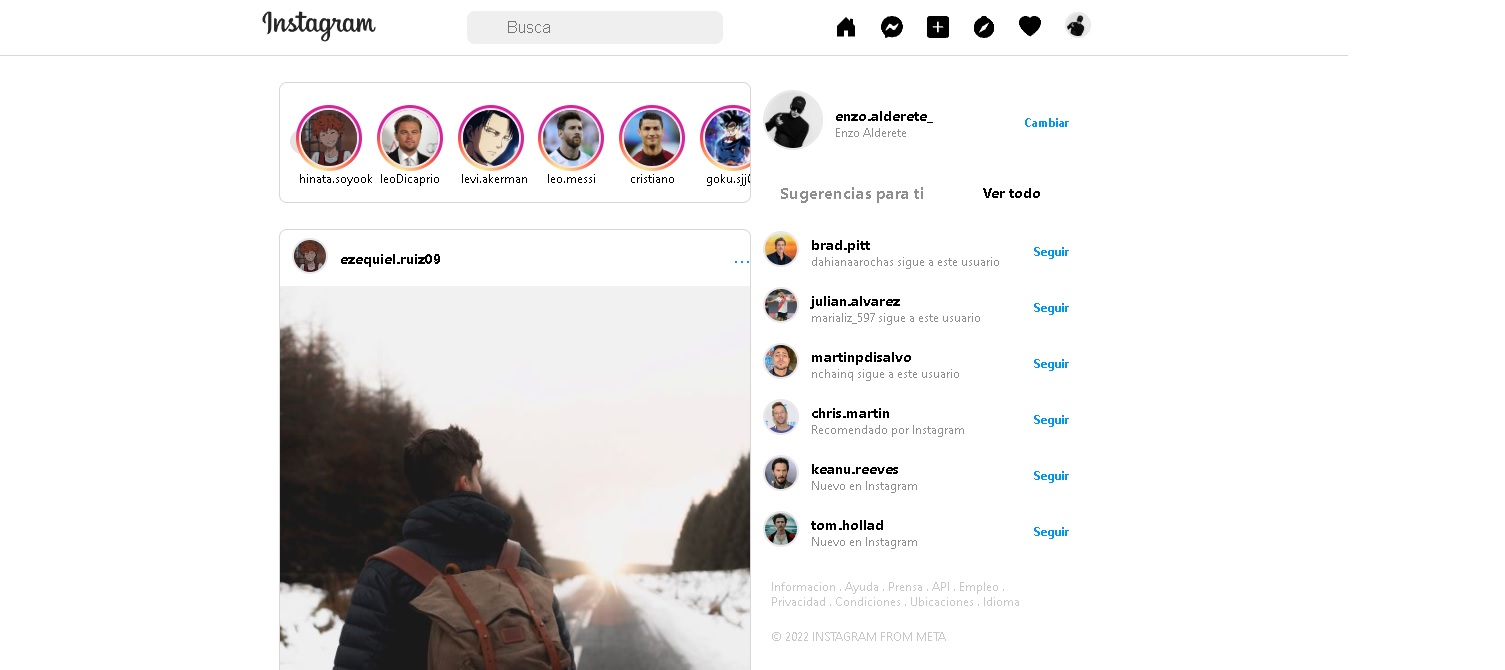 Instagram
Busca
hinata.soyook leoDicaprio levi.akerman leo.messi cristiano
ezequiel.ruiz09
...
enzo.alderete_
Enzo Alderete
Cambiar
Sugerencias para ti
Ver todo
brad.pitt
dahianaarochas sigue a este usuario
Seguir
julian.alvarez
marializ_597 sigue a este usuario
Seguir
martinpdisalvo
nchainq sigue a este usuario
Seguir
chris.martin
Recomendado por Instagram
Seguir
keanu.reeves
Nuevo en Instagram
Seguir
tom.hollad
Nuevo en Instagram
Seguir
Informacion . Ayuda . Prensa . API . Empleo .
Privacidad . Condiciones . Ubicaciones . Idioma
© 2022 INSTAGRAM FROM META